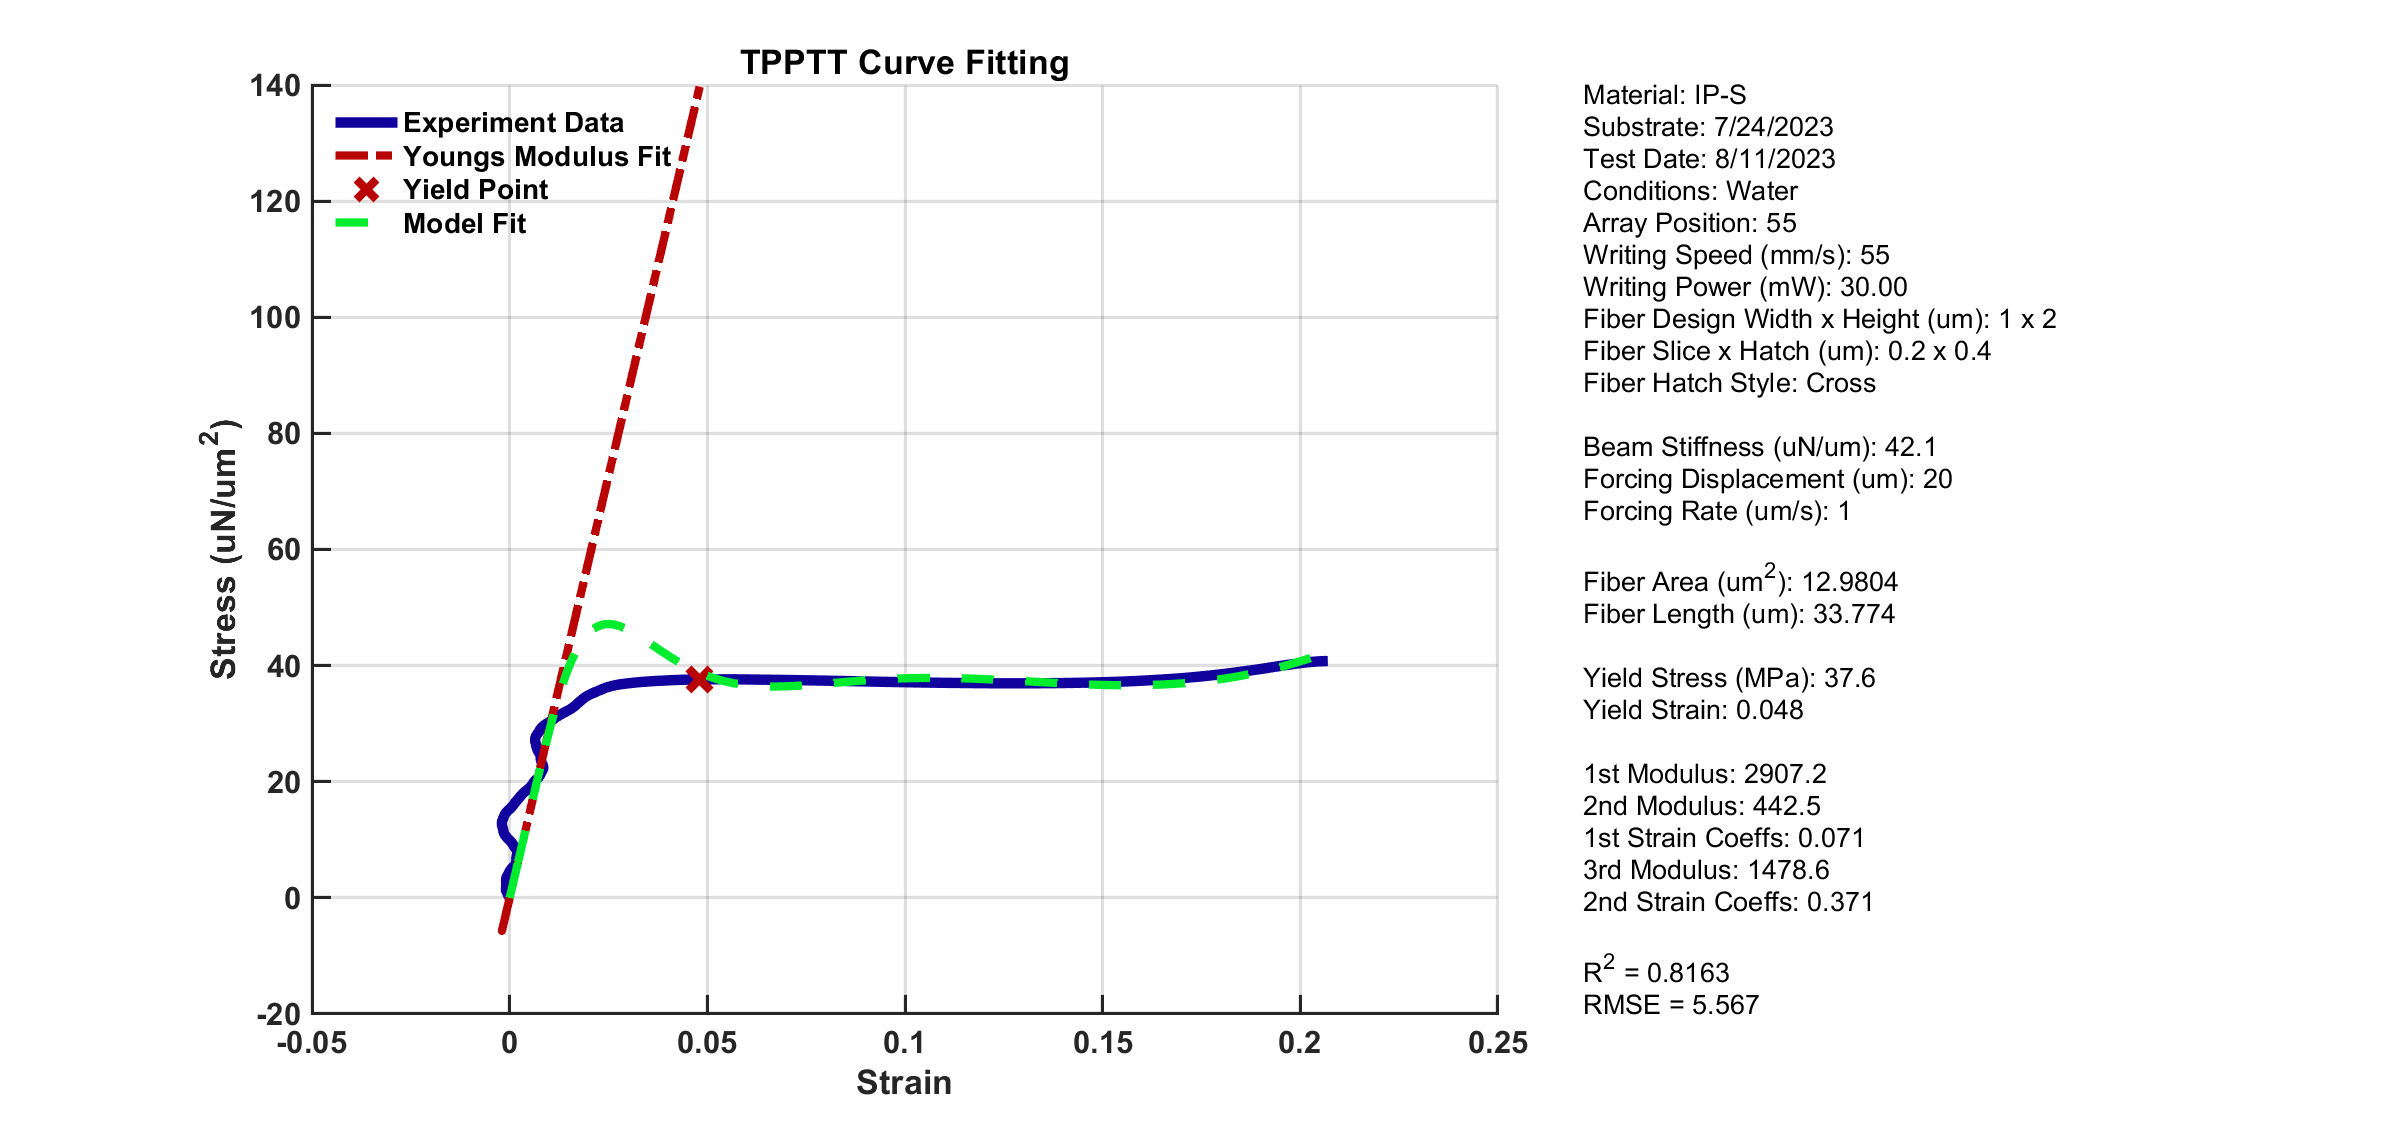 TPPTT Curve Fitting
140
120
100
80
60
40
20
0
-20
-0.05
0
0.05
0.1
0.15
0.2
0.25
Strain
Stress (uN/um²)
Experiment Data
Youngs Modulus Fit
Yield Point
Model Fit
Material: IP-S
Substrate: 7/24/2023
Test Date: 8/11/2023
Conditions: Water
Array Position: 55
Writing Speed (mm/s): 55
Writing Power (mW): 30.00
Fiber Design Width x Height (um): 1 x 2
Fiber Slice x Hatch (um): 0.2 x 0.4
Fiber Hatch Style: Cross
Beam Stiffness (uN/um): 42.1
Forcing Displacement (um): 20
Forcing Rate (um/s): 1
Fiber Area (um²): 12.9804
Fiber Length (um): 33.774
Yield Stress (MPa): 37.6
Yield Strain: 0.048
1st Modulus: 2907.2
2nd Modulus: 442.5
1st Strain Coeffs: 0.071
3rd Modulus: 1478.6
2nd Strain Coeffs: 0.371
R² = 0.8163
RMSE = 5.567